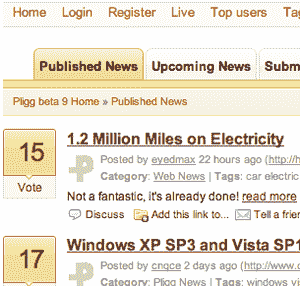 Home Login Register Live Top users Tag
Published News Upcoming News Subm
Pligg beta 9 Home » Published News
15
Vote
1.2 Million Miles on Electricity
Posted by eyedmax 22 hours ago (http://h
Category: Web News | Tags: car electric
Not a fantastic, it's already done! read more
Discuss Add this link to... Tell a frie
17
Windows XP SP3 and Vista SP1
Posted by cnqce 2 days ago (http://www.
Category: Pligg News | Tags: windows vi